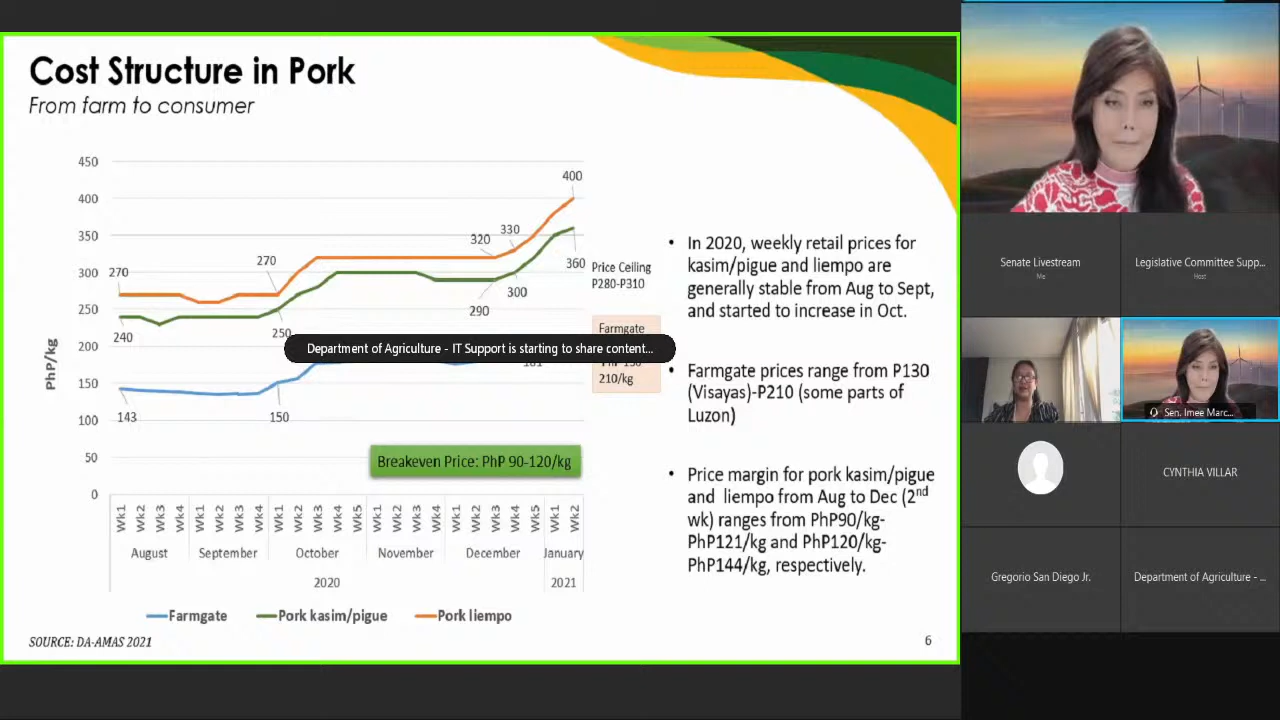 Cost Structure in Pork
From farm to consumer
450
400
350
300
250
200
150
100
50
0
PhP/kg
270
240
143
270
250
150
320
330
290
300
400
360
Price Ceiling
P280-P310
Farmgate
210/kg
Department of Agriculture - IT Support is starting to share content...
Breakeven Price: PhP 90-120/kg
Wk1 Wk2 Wk3 Wk4 Wk1 Wk2 Wk3 Wk4 Wk1 Wk2 Wk3 Wk4 Wk5 Wk1 Wk2 Wk3 Wk4 Wk1 Wk2 Wk3 Wk4 Wk5 Wk1 Wk2
August September October November December January
2020 2021
Farmgate Pork kasim/pigue Pork liempo
SOURCE: DA-AMAS 2021
• In 2020, weekly retail prices for
kasim/pigue and liempo are
generally stable from Aug to Sept,
and started to increase in Oct.
• Farmgate prices range from P130
(Visayas)-P210 (some parts of
Luzon)
• Price margin for pork kasim/pigue
and liempo from Aug to Dec (2nd
wk) ranges from PhP90/kg-
PhP121/kg and PhP120/kg-
PhP144/kg, respectively.
6
Senate Livestream
Me
Legislative Committee Supp...
Host
Sen. Imee Marc...
CYNTHIA VILLAR
Gregorio San Diego Jr.
Department of Agriculture - ...